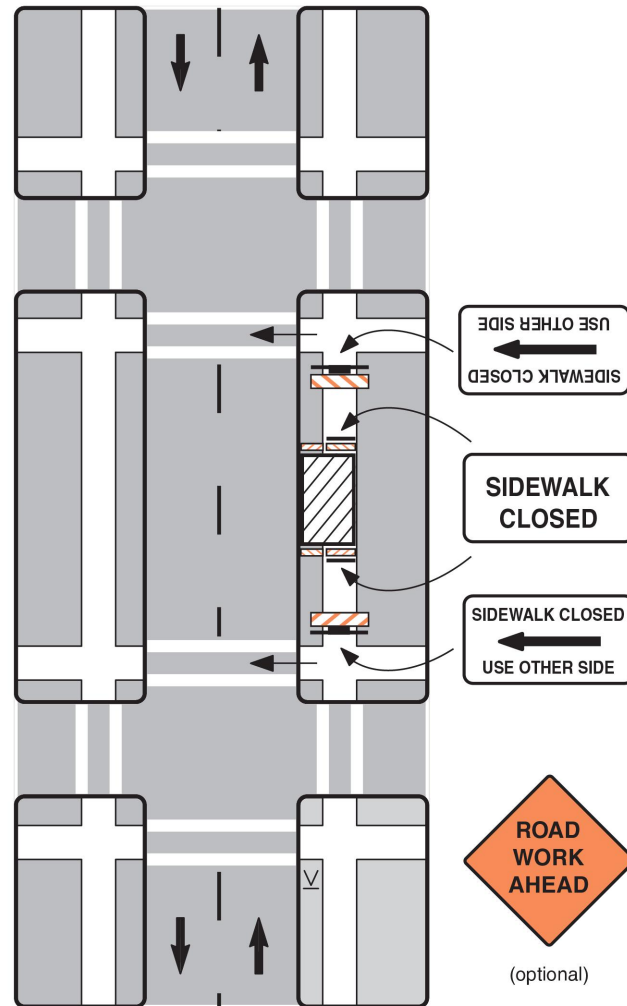 USE OTHER SIDE
SIDEWALK CLOSED
SIDEWALK
CLOSED
SIDEWALK CLOSED
USE OTHER SIDE
ROAD
WORK
AHEAD
(optional)